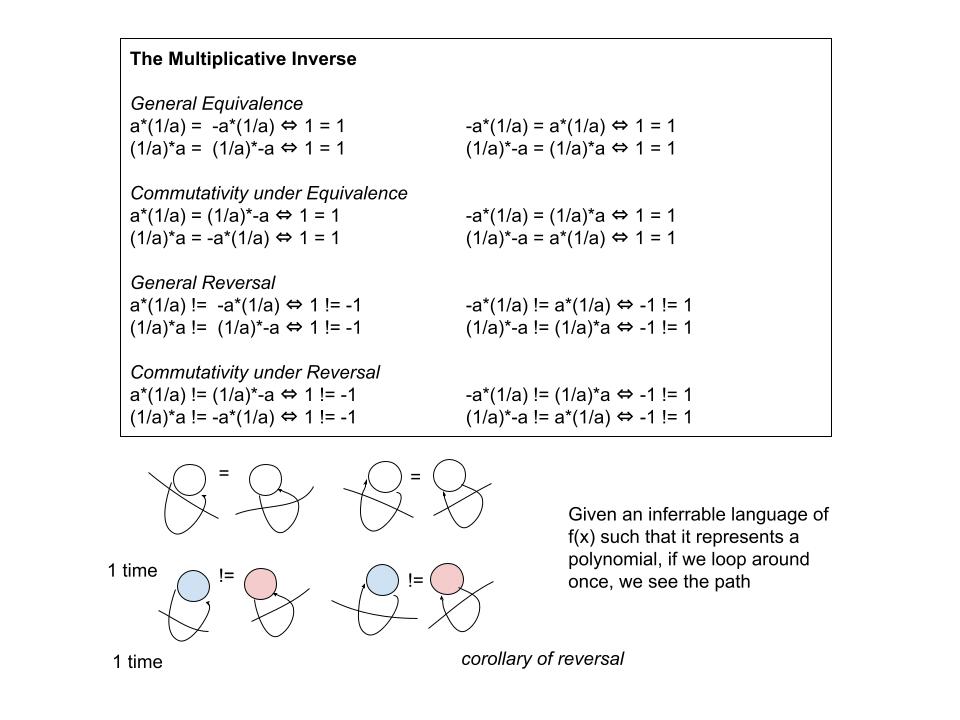 The Multiplicative Inverse
General Equivalence
a*(1/a) =  -a*(1/a) ⇔ 1 = 1
-a*(1/a) = a*(1/a) ⇔ 1 = 1
(1/a)*a =  (1/a)*-a ⇔ 1 = 1
(1/a)*-a = (1/a)*a ⇔ 1 = 1
Commutativity under Equivalence
a*(1/a) = (1/a)*-a ⇔ 1 = 1
-a*(1/a) = (1/a)*a ⇔ 1 = 1
(1/a)*a = -a*(1/a) ⇔ 1 = 1
(1/a)*-a = a*(1/a) ⇔ 1 = 1
General Reversal
a*(1/a) !=  -a*(1/a) ⇔ 1 != -1
-a*(1/a) != a*(1/a) ⇔ -1 != 1
(1/a)*a !=  (1/a)*-a ⇔ 1 != -1
(1/a)*-a != (1/a)*a ⇔ -1 != 1
Commutativity under Reversal
a*(1/a) != (1/a)*-a ⇔ 1 != -1
-a*(1/a) != (1/a)*a ⇔ -1 != 1
(1/a)*a != -a*(1/a) ⇔ 1 != -1
(1/a)*-a != a*(1/a) ⇔ -1 != 1
=
=
Given an inferrable language of
f(x) such that it represents a
polynomial, if we loop around
once, we see the path
1 time
!=
!=
1 time
corollary of reversal